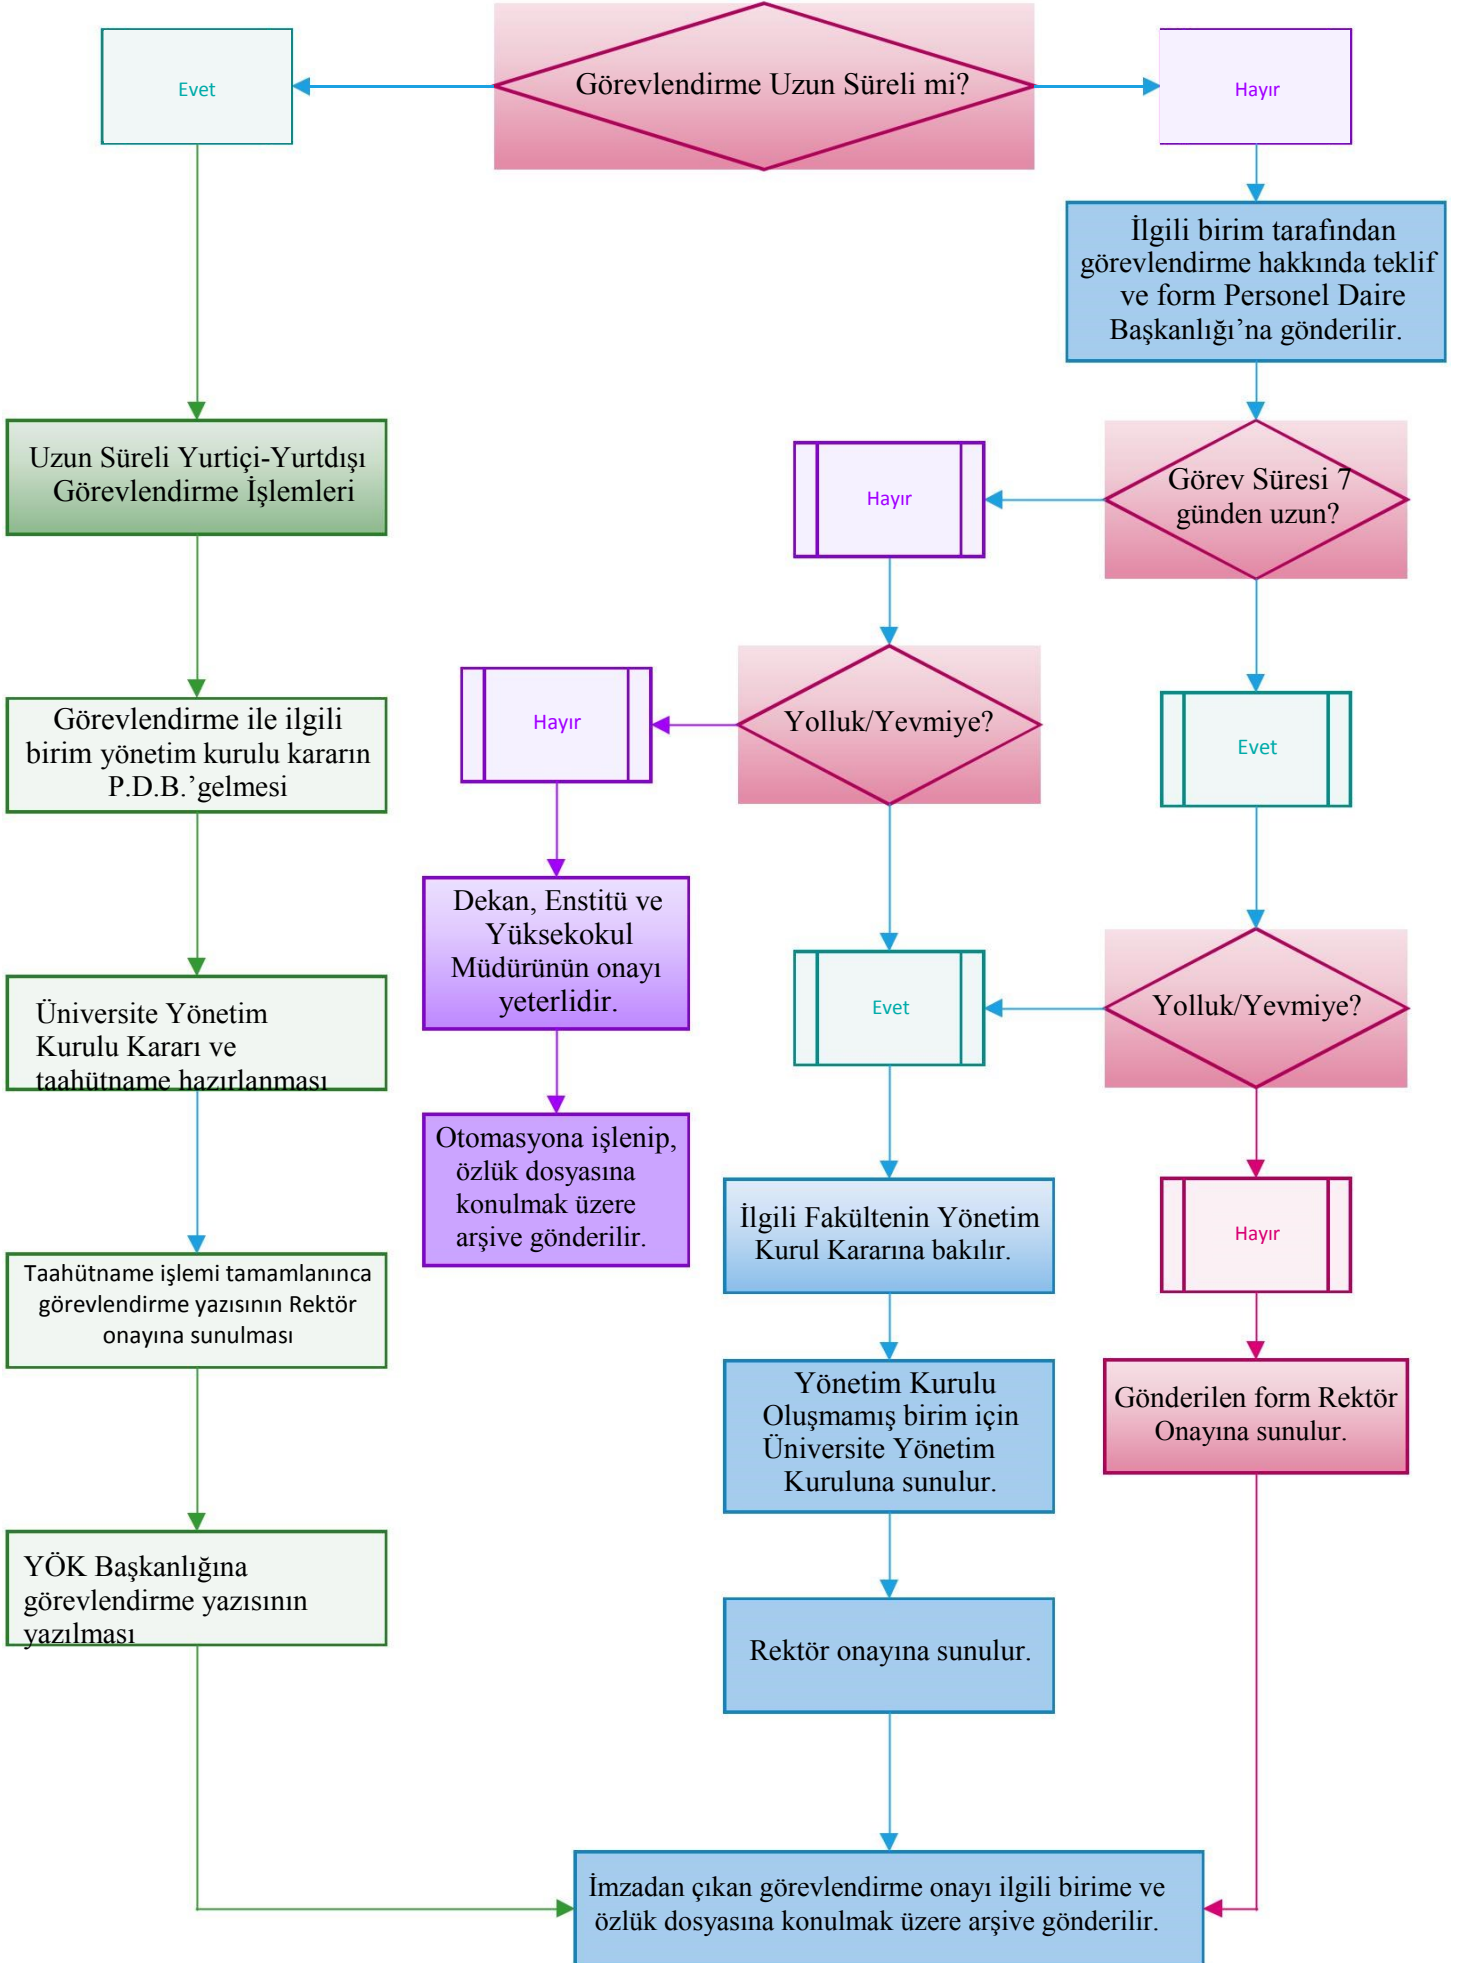 Görevlendirme Uzun Süreli mi?
Evet
Hayır
İlgili birim tarafından
görevlendirme hakkında teklif
ve form Personel Daire
Başkanlığı’na gönderilir.
Uzun Süreli Yurtiçi-Yurtdışı
Görevlendirme İşlemleri
Hayır
Görev Süresi 7
günden uzun?
Görevlendirme ile ilgili
birim yönetim kurulu kararın
P.D.B.’gelmesi
Hayır
Yolluk/Yevmiye?
Evet
Dekan, Enstitü ve
Yüksekokul
Müdürünün onayı
yeterlidir.
Üniversite Yönetim
Kurulu Kararı ve
taahütname hazırlanması
Evet
Yolluk/Yevmiye?
Otomasyona işlenip,
özlük dosyasına
konulmak üzere
arşive gönderilir.
İlgili Fakültenin Yönetim
Kurul Kararına bakılır.
Hayır
Taahütname işlemi tamamlanınca
görevlendirme yazısının Rektör
onayına sunulması
Yönetim Kurulu
Oluşmamış birim için
Üniversite Yönetim
Kuruluna sunulur.
Gönderilen form Rektör
Onayına sunulur.
YÖK Başkanlığına
görevlendirme yazısının
yazılması
Rektör onayına sunulur.
İmzadan çıkan görevlendirme onayı ilgili birime ve
özlük dosyasına konulmak üzere arşive gönderilir.